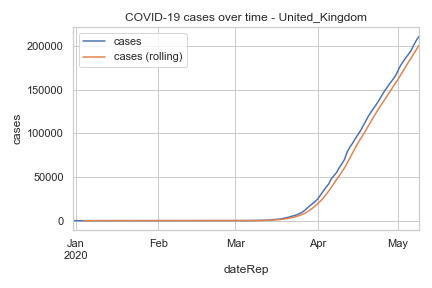 COVID-19 cases over time - United_Kingdom
cases
cases (rolling)
200000
150000
100000
50000
0
cases
Jan
2020
Feb
Mar
Apr
May
dateRep